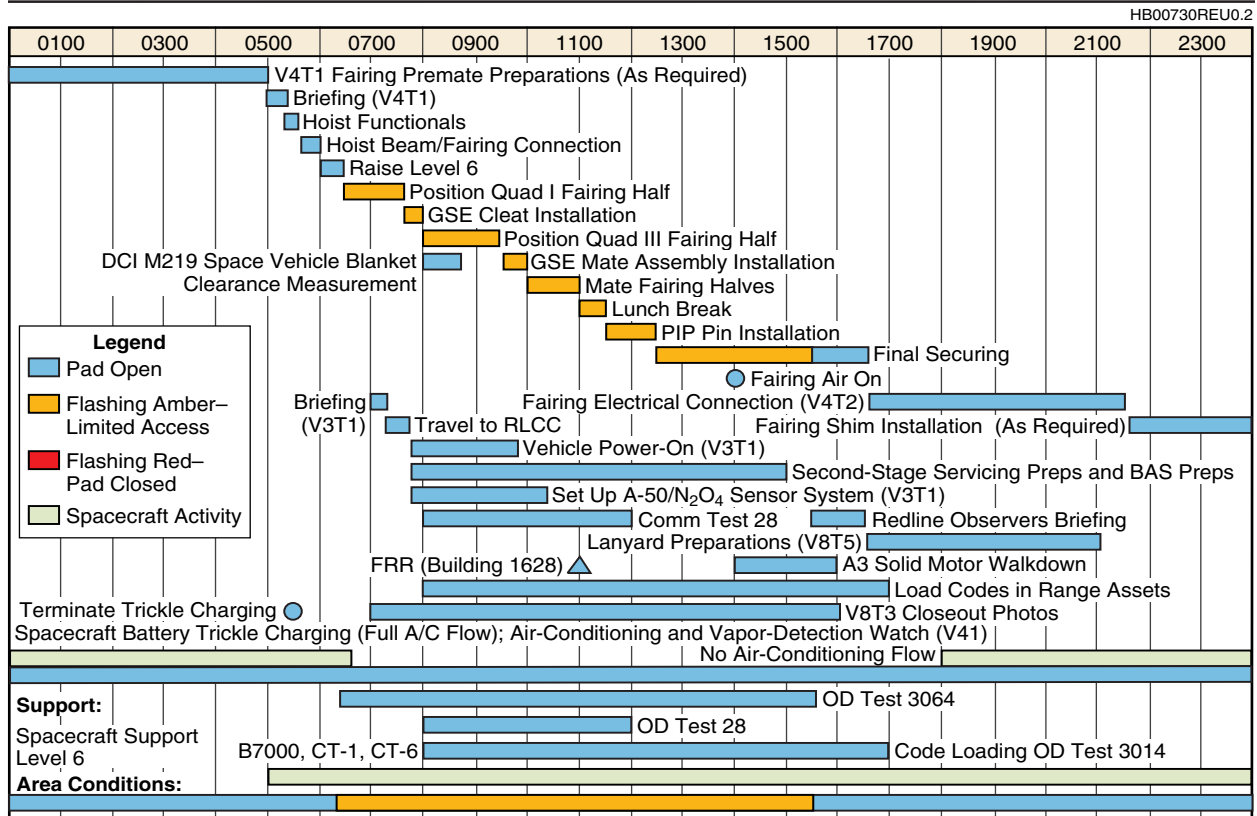 HB00730REU0.2
0100 0300 0500 0700 0900 1100 1300 1500 1700 1900 2100 2300
V4T1 Fairing Premate Preparations (As Required)
Briefing (V4T1)
Hoist Functionals
Hoist Beam/Fairing Connection
Raise Level 6
Position Quad I Fairing Half
GSE Cleat Installation
Position Quad III Fairing Half
DCI M219 Space Vehicle Blanket
Clearance Measurement
GSE Mate Assembly Installation
Mate Fairing Halves
Lunch Break
PIP Pin Installation
Final Securing
Fairing Air On
Legend
Pad Open
Flashing Amber–
Limited Access
Flashing Red–
Pad Closed
Spacecraft Activity
Briefing
(V3T1)
Fairing Electrical Connection (V4T2)
Travel to RLCC
Fairing Shim Installation (As Required)
Vehicle Power-On (V3T1)
Second-Stage Servicing Preps and BAS Preps
Set Up A-50/N₂O₄ Sensor System (V3T1)
Comm Test 28
Redline Observers Briefing
Lanyard Preparations (V8T5)
FRR (Building 1628)
A3 Solid Motor Walkdown
Load Codes in Range Assets
Terminate Trickle Charging
V8T3 Closeout Photos
Spacecraft Battery Trickle Charging (Full A/C Flow); Air-Conditioning and Vapor-Detection Watch (V41)
No Air-Conditioning Flow
Support:
OD Test 3064
Spacecraft Support
Level 6
OD Test 28
B7000, CT-1, CT-6
Code Loading OD Test 3014
Area Conditions: